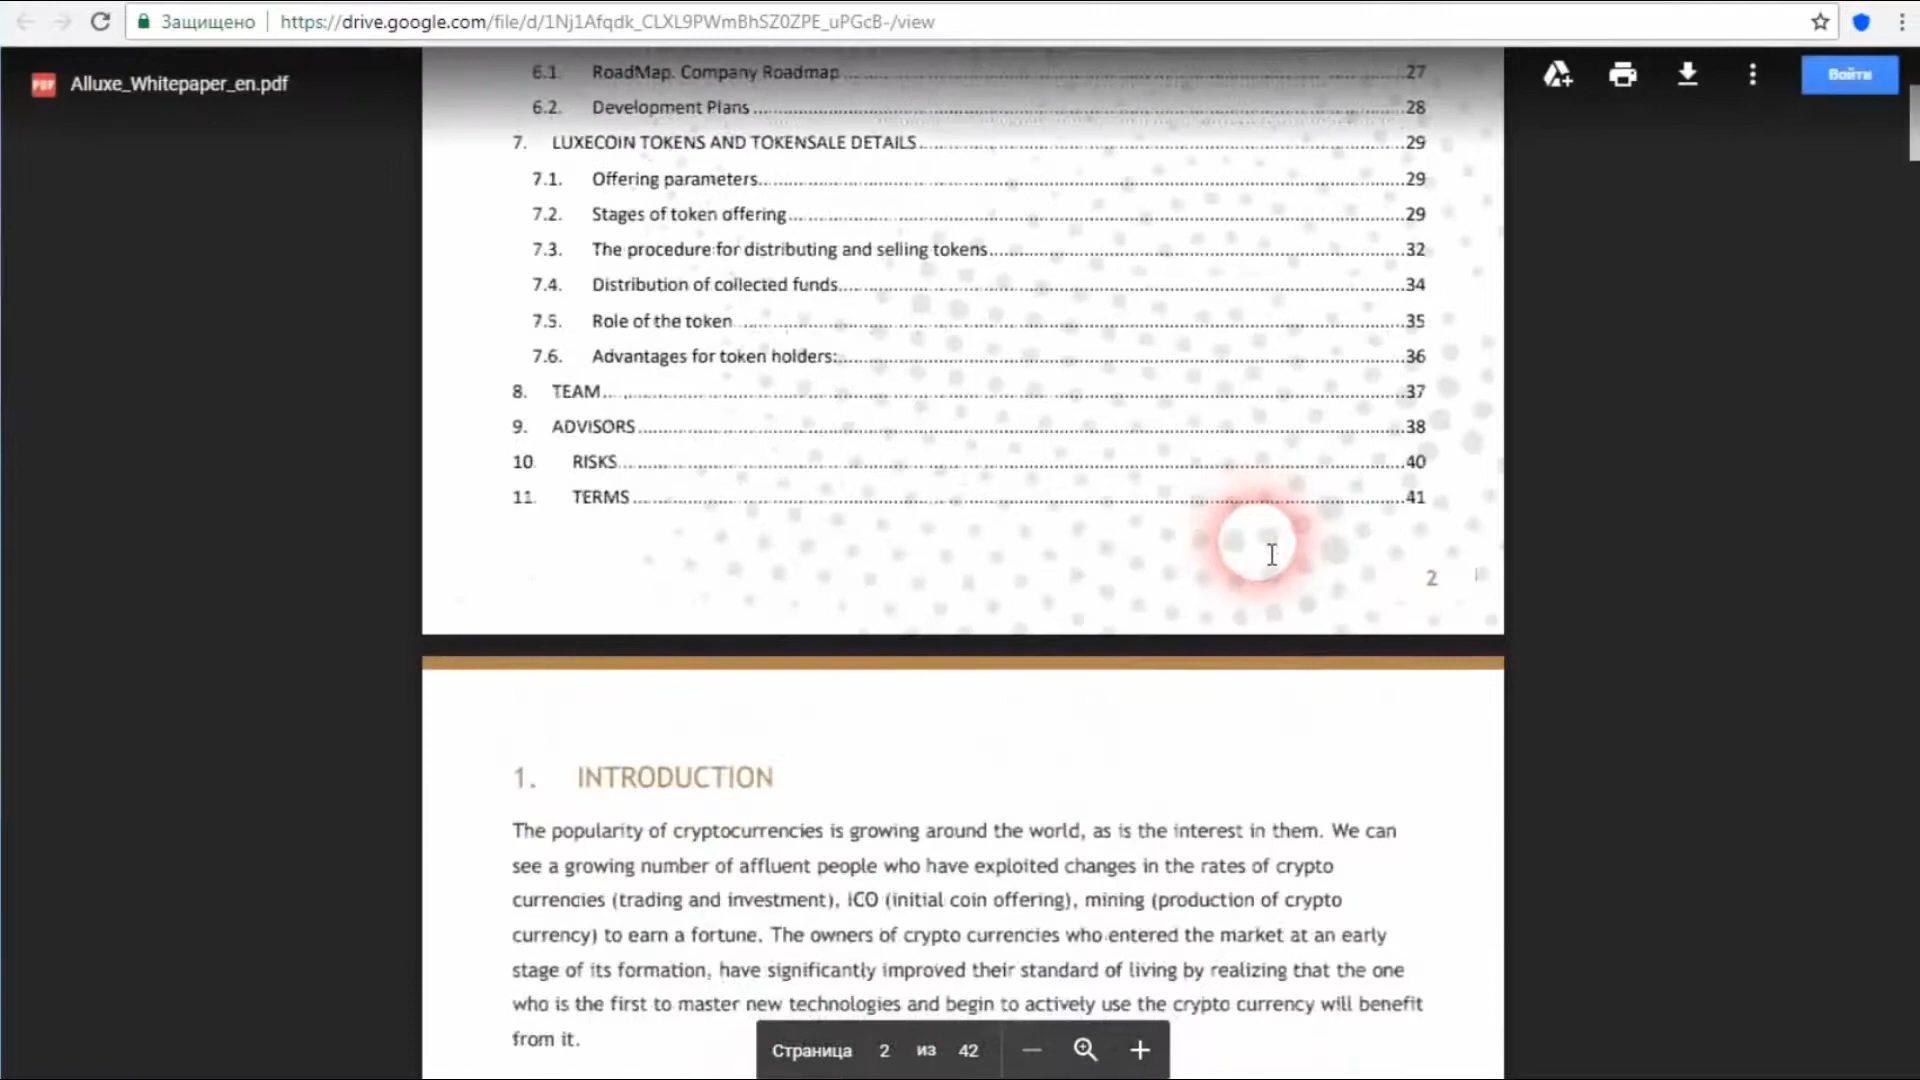 Защищено https://drive.google.com/file/d/1Nj1Afqdk_CLXL9PWmBhSZ0ZPE_uPGcB-/view
PDF Alluxe_Whitepaper_en.pdf
Войти
6.1. RoadMap. Company Roadmap 27
6.2. Development Plans 28
7. LUXECOIN TOKENS AND TOKENSALE DETAILS 29
7.1. Offering parameters 29
7.2. Stages of token offering 29
7.3. The procedure for distributing and selling tokens 32
7.4. Distribution of collected funds 34
7.5. Role of the token 35
7.6. Advantages for token holders: 36
8. TEAM 37
9. ADVISORS 38
10 RISKS 40
11. TERMS 41
2
1. INTRODUCTION
The popularity of cryptocurrencies is growing around the world, as is the interest in them. We can
see a growing number of affluent people who have exploited changes in the rates of crypto
currencies (trading and investment), ICO (initial coin offering), mining (production of crypto
currency) to earn a fortune. The owners of crypto currencies who entered the market at an early
stage of its formation, have significantly improved their standard of living by realizing that the one
who is the first to master new technologies and begin to actively use the crypto currency will benefit
from it.
Страница 2 из 42